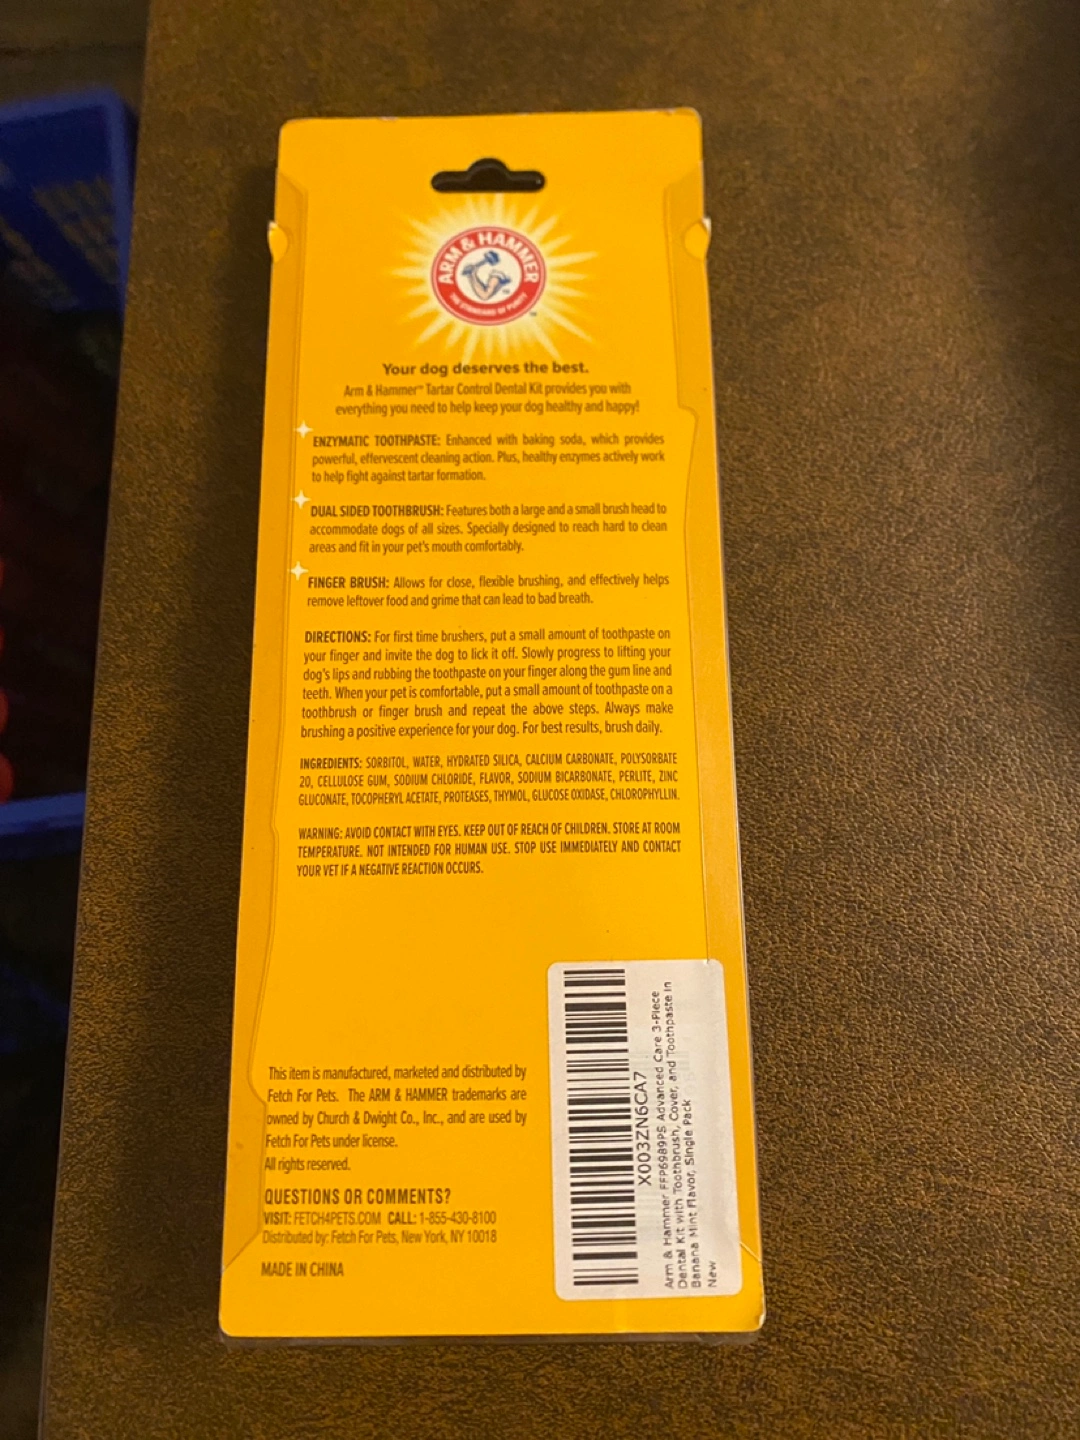 ARM & HAMMER
THE STANDARD OF PURITY
Your dog deserves the best.
Arm & Hammer™ Tartar Control Dental Kit provides you with
everything you need to help keep your dog healthy and happy!
ENZYMATIC TOOTHPASTE: Enhanced with baking soda, which provides
powerful, effervescent cleaning action. Plus, healthy enzymes actively work
to help fight against tartar formation.
DUAL SIDED TOOTHBRUSH: Features both a large and a small brush head to
accommodate dogs of all sizes. Specially designed to reach hard to clean
areas and fit in your pet's mouth comfortably.
FINGER BRUSH: Allows for close, flexible brushing, and effectively helps
remove leftover food and grime that can lead to bad breath.
DIRECTIONS: For first time brushers, put a small amount of toothpaste on
your finger and invite the dog to lick it off. Slowly progress to lifting your
dog's lips and rubbing the toothpaste on your finger along the gum line and
teeth. When your pet is comfortable, put a small amount of toothpaste on a
toothbrush or finger brush and repeat the above steps. Always make
brushing a positive experience for your dog. For best results, brush daily.
INGREDIENTS: SORBITOL, WATER, HYDRATED SILICA, CALCIUM CARBONATE, POLYSORBATE
20, CELLULOSE GUM, SODIUM CHLORIDE, FLAVOR, SODIUM BICARBONATE, PERLITE, ZINC
GLUCONATE, TOCOPHERYL ACETATE, PROTEASES, THYMOL, GLUCOSE OXIDASE, CHLOROPHYLLIN.
WARNING: AVOID CONTACT WITH EYES. KEEP OUT OF REACH OF CHILDREN. STORE AT ROOM
TEMPERATURE. NOT INTENDED FOR HUMAN USE. STOP USE IMMEDIATELY AND CONTACT
YOUR VET IF A NEGATIVE REACTION OCCURS.
This item is manufactured, marketed and distributed by
Fetch For Pets. The ARM & HAMMER trademarks are
owned by Church & Dwight Co., Inc., and are used by
Fetch For Pets under license.
All rights reserved.
QUESTIONS OR COMMENTS?
VISIT: FETCH4PETS.COM CALL: 1-855-430-8100
Distributed by: Fetch For Pets, New York, NY 10018
MADE IN CHINA
X003ZN6CA7
Arm & Hammer FFP6989PS Advanced Care 3-Piece
Dental Kit with Toothbrush, Cover, and Toothpaste in
Banana Mint Flavor, Single Pack
New